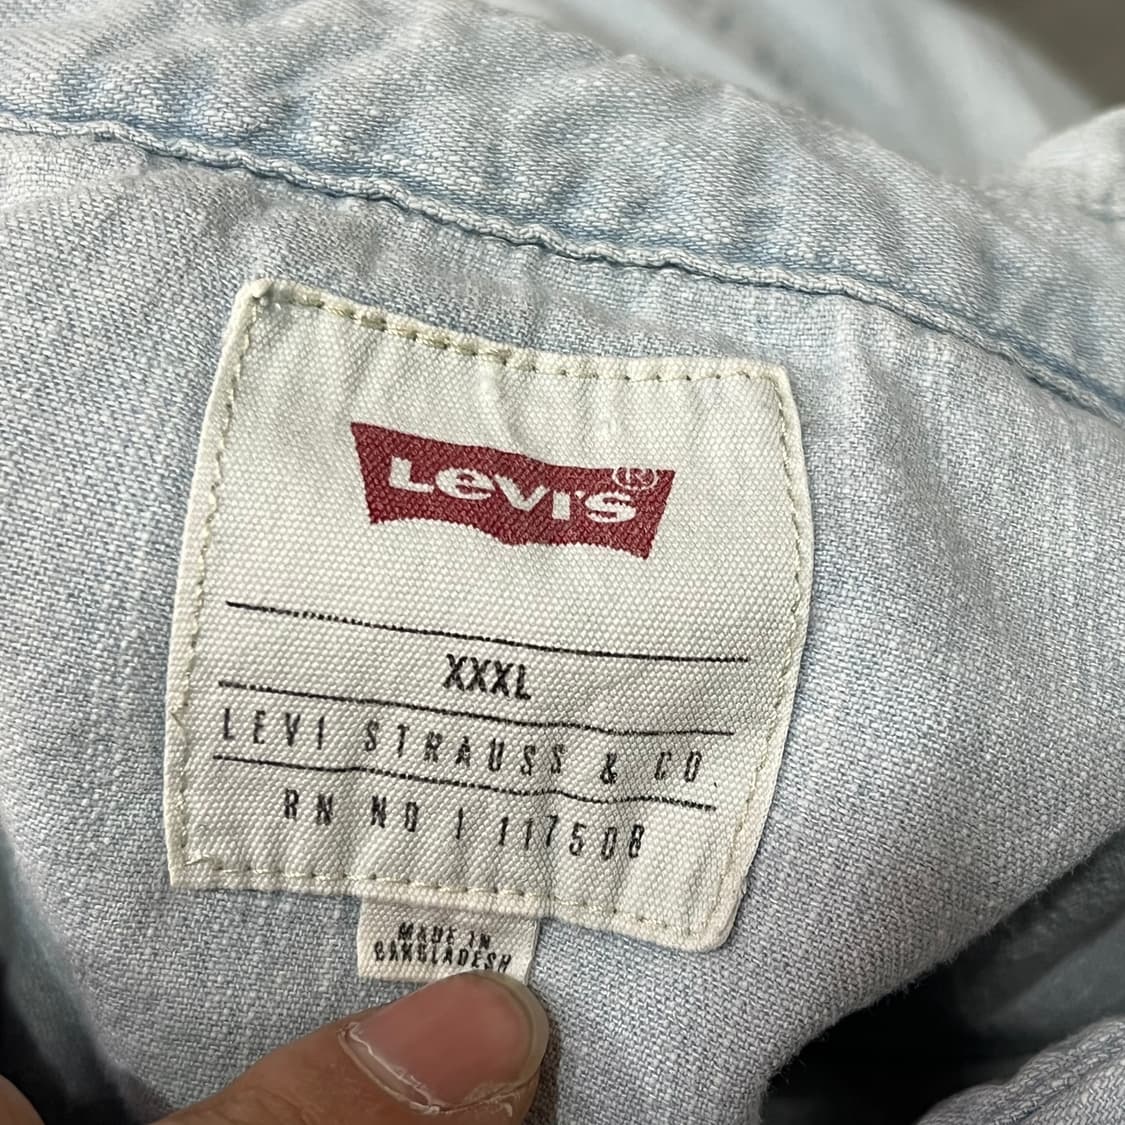 Levi's®
XXXL
LEVI STRAUSS & CO.
RN NO | 117508
MADE IN
BANGLADESH